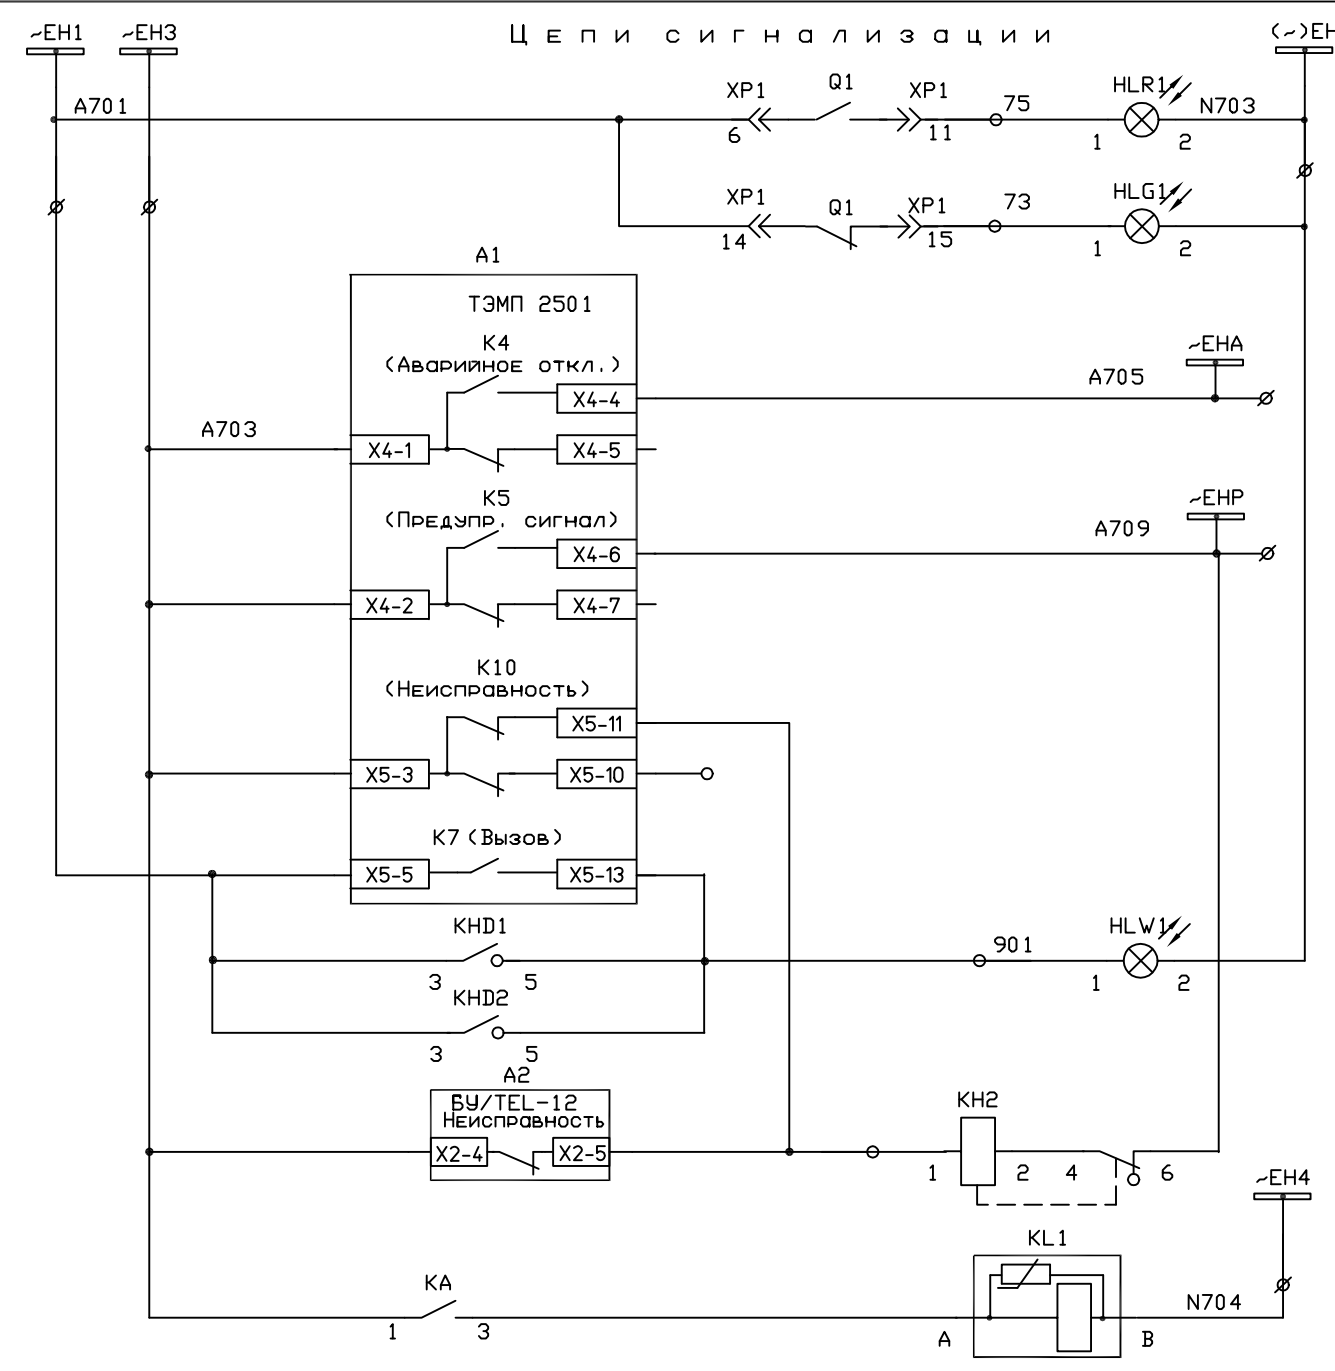 ~EH1 ~EH3 Цепи сигнализации (~)EH
A701 XP1 Q1 XP1 75 HLR1 N703
6 11 1 2
XP1 Q1 XP1 73 HLG1
14 15 1 2
A1
ТЭМП 2501
K4
(Аварийное откл.)
~EHA
X4-4 A705
A703 X4-1 X4-5
K5
(Предупр. сигнал)
~EHP
X4-6 A709
X4-2 X4-7
K10
(Неисправность)
X5-11
X5-3 X5-10
K7 (Вызов)
X5-5 X5-13
KHD1 901 HLW1
3 5 1 2
KHD2
3 5
A2
БУ/TEL-12
Неисправность
KH2
X2-4 X2-5 1 2 4 6
~EH4
KL1
KA N704
1 3 A B